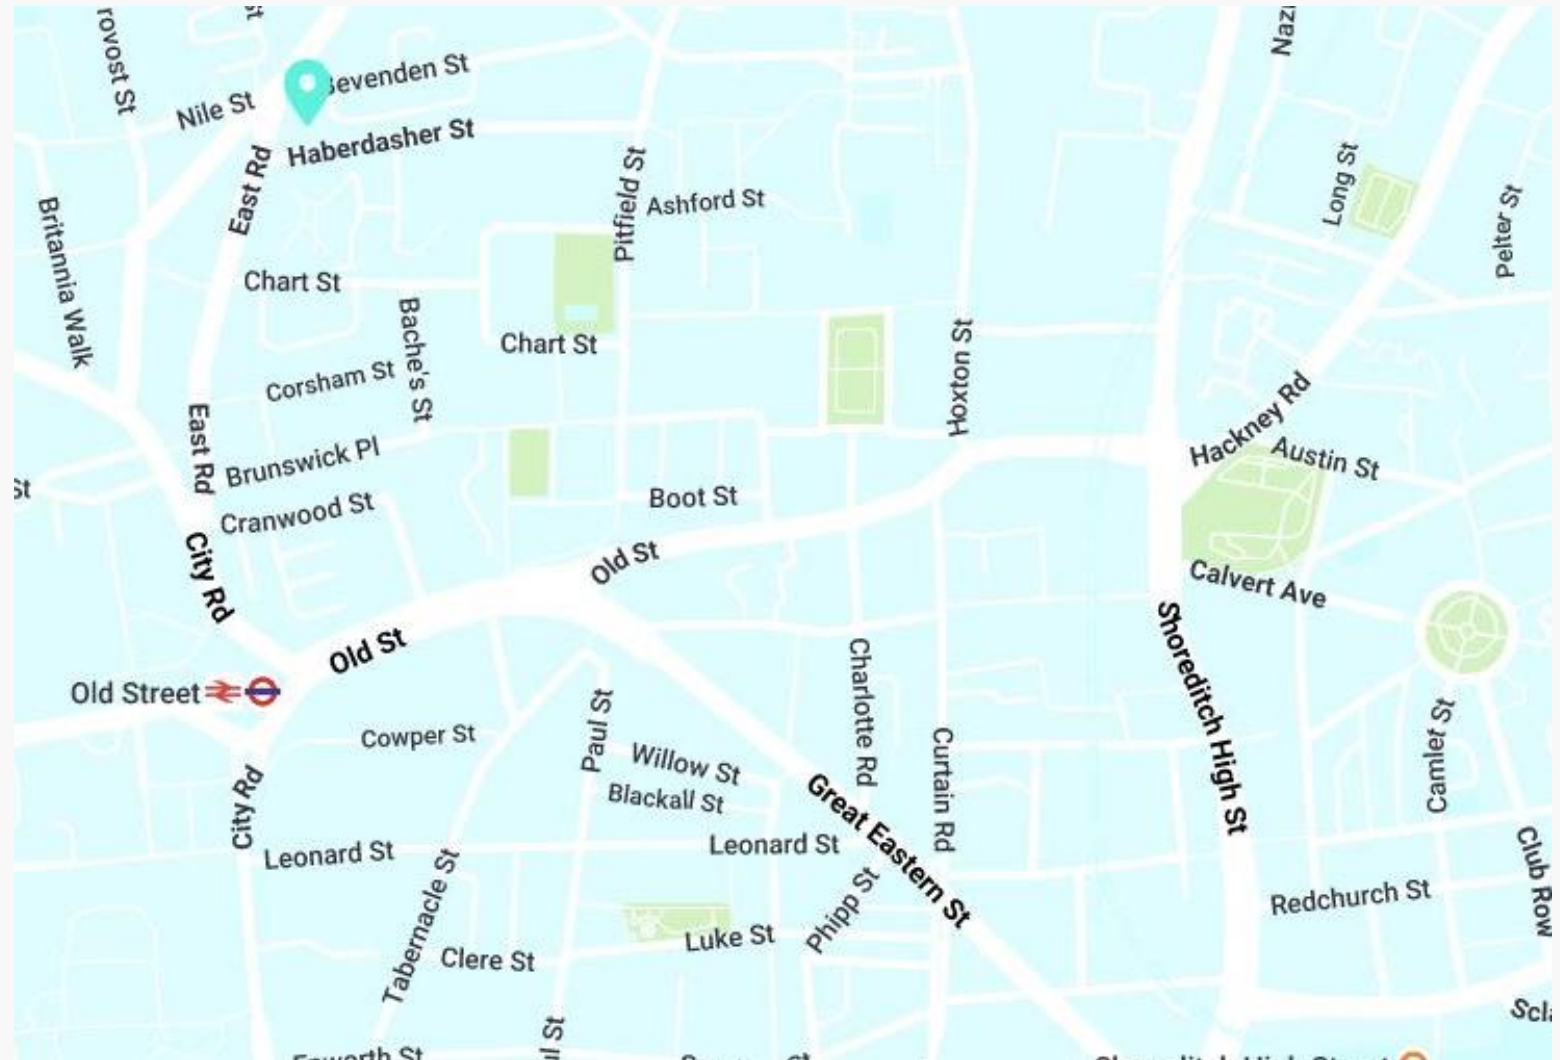 rovost St
Nile St
Bevenden St
Haberdasher St
East Rd
Pitfield St
Ashford St
Britannia Walk
Chart St
Bache's St
Chart St
Corsham St
Hoxton St
Long St
Pelter St
East Rd
Brunswick Pl
Cranwood St
Boot St
Hackney Rd
Austin St
St
City Rd
Old St
Calvert Ave
Old St
Old Street
Shoreditch High St
Charlotte Rd
Paul St
Cowper St
Willow St
Blackall St
Curtain Rd
Camlet St
City Rd
Great Eastern St
Leonard St
Leonard St
Tabernacle St
Phipp St
Redchurch St
Club Row
Luke St
Clere St